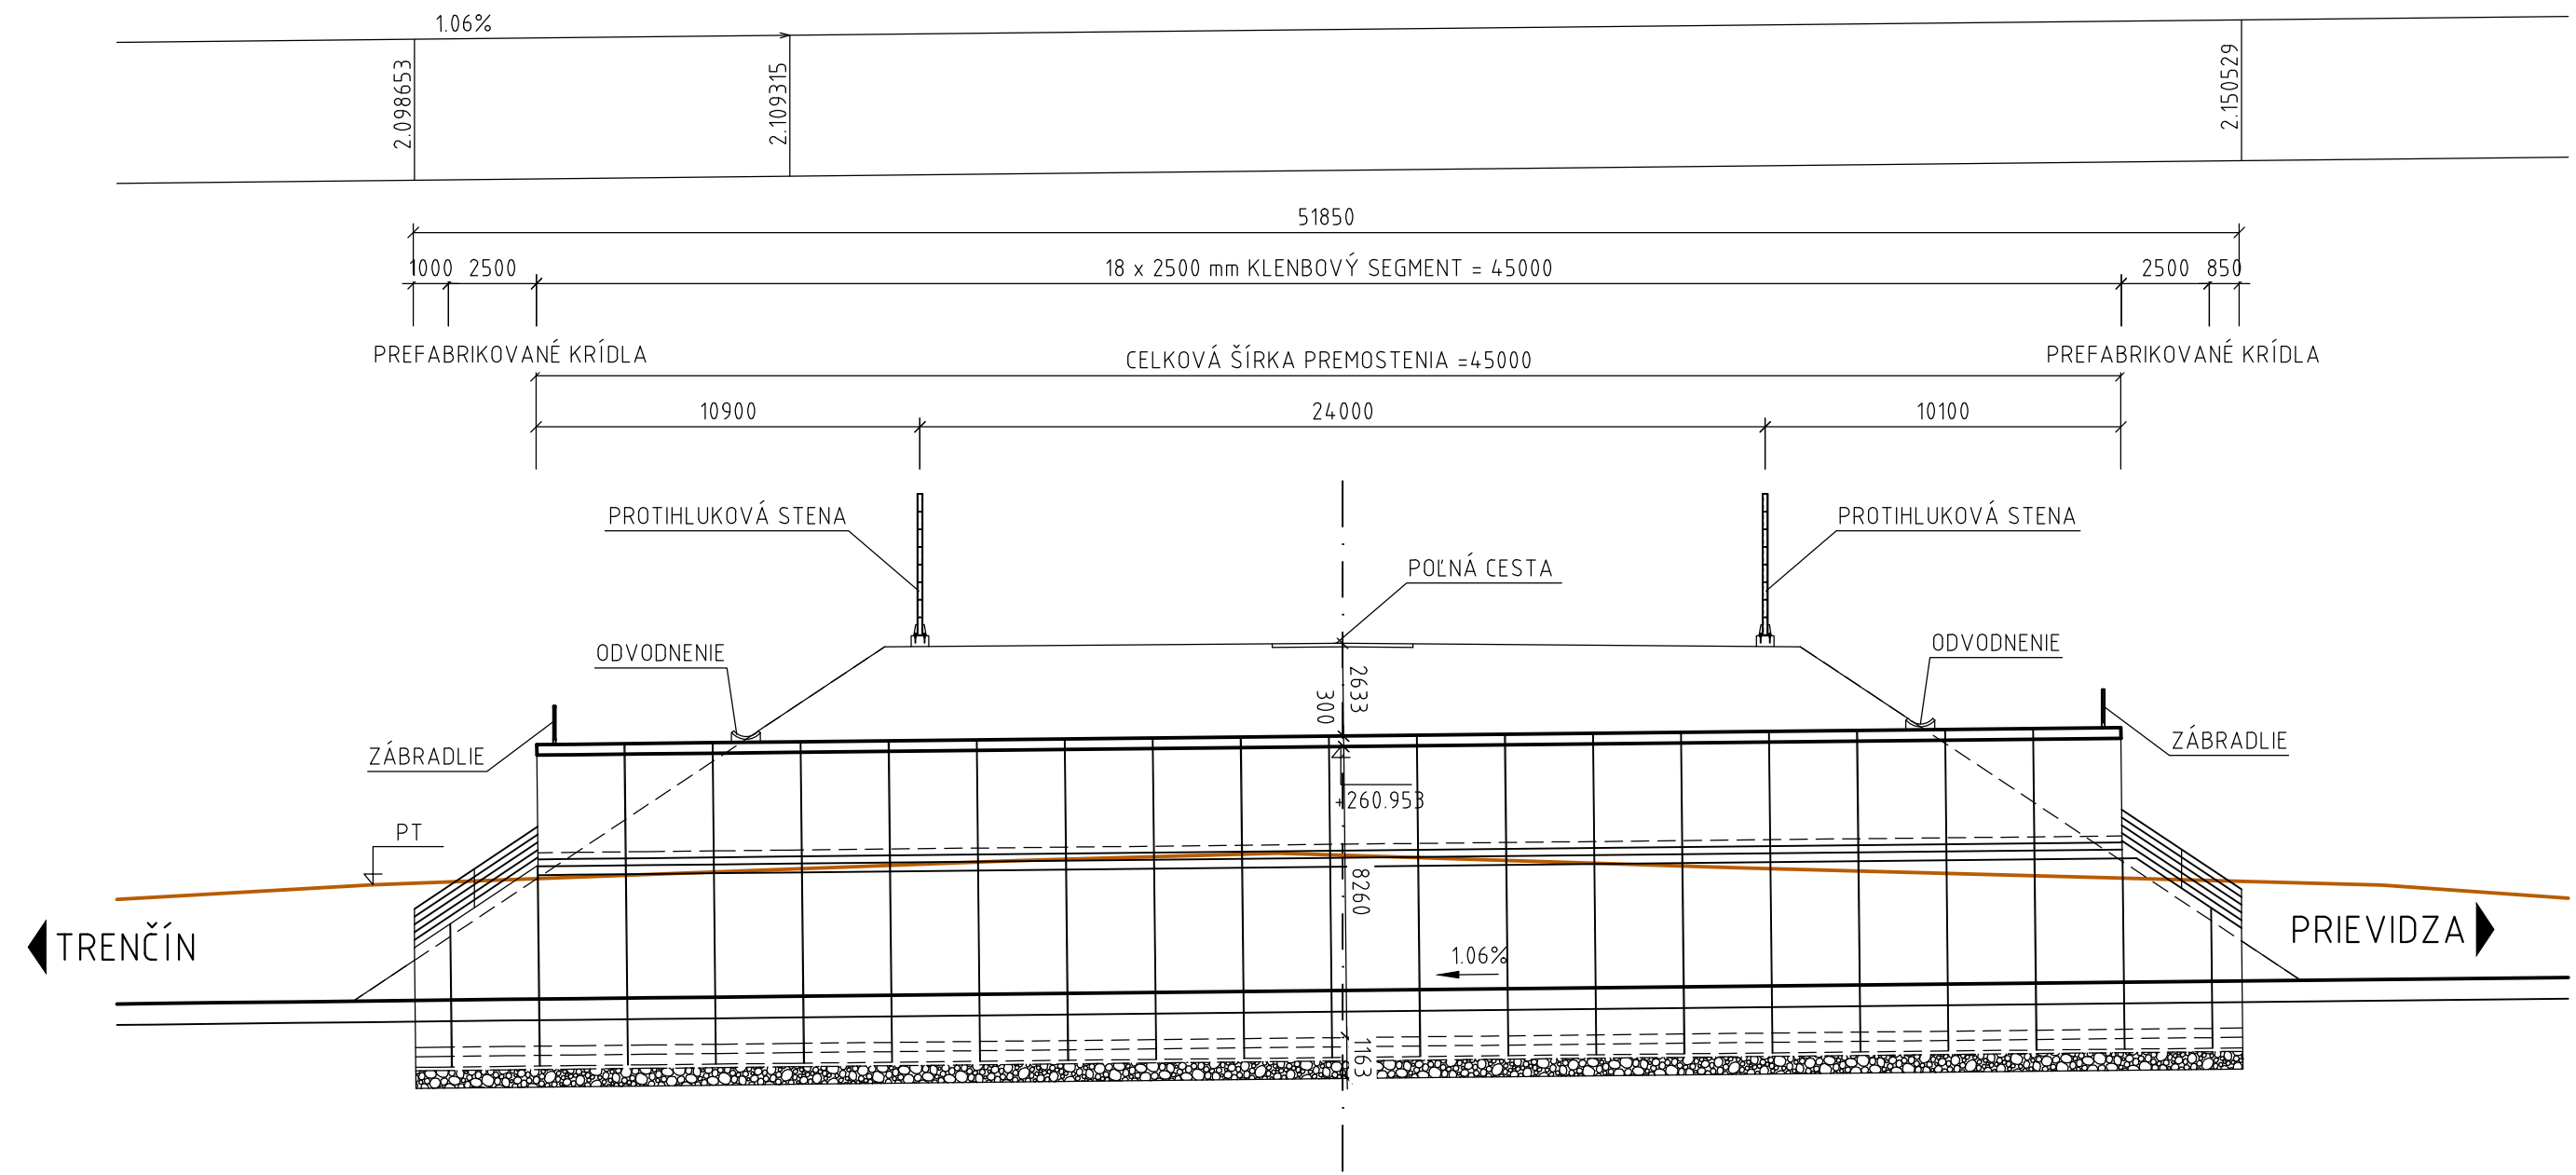 1.06%
2.098653
2.109315
2.150529
51850
1000 2500
18 x 2500 mm KLENBOVÝ SEGMENT = 45000
2500 850
PREFABRIKOVANÉ KRÍDLA
CELKOVÁ ŠÍRKA PREMOSTENIA =45000
PREFABRIKOVANÉ KRÍDLA
10900
24000
10100
PROTIHLUKOVÁ STENA
PROTIHLUKOVÁ STENA
POĽNÁ CESTA
ODVODNENIE
ODVODNENIE
2633
300
ZÁBRADLIE
ZÁBRADLIE
+260.953
PT
8260
TRENČÍN
PRIEVIDZA
1.06%
1163